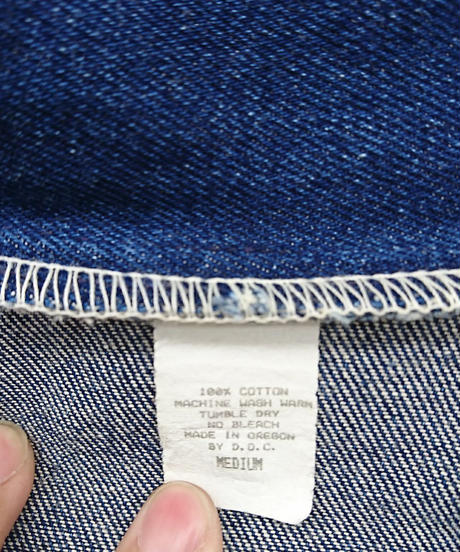 100% COTTON
MACHINE WASH WARM
TUMBLE DRY
NO BLEACH
MADE IN OREGON
BY D.O.C.
MEDIUM